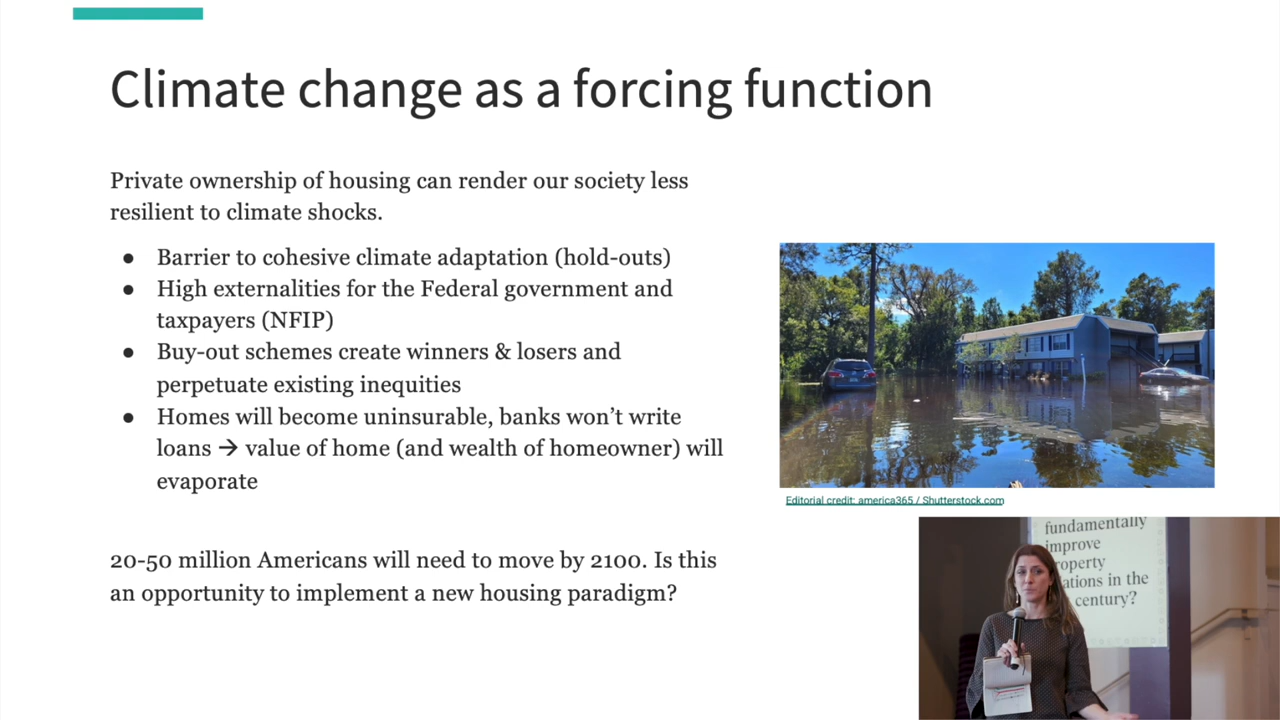 Climate change as a forcing function
Private ownership of housing can render our society less
resilient to climate shocks.
● Barrier to cohesive climate adaptation (hold-outs)
● High externalities for the Federal government and
taxpayers (NFIP)
● Buy-out schemes create winners & losers and
perpetuate existing inequities
● Homes will become uninsurable, banks won’t write
loans → value of home (and wealth of homeowner) will
evaporate
20-50 million Americans will need to move by 2100. Is this
an opportunity to implement a new housing paradigm?
Editorial credit: america365 / Shutterstock.com
fundamentally
improve
in the
century?